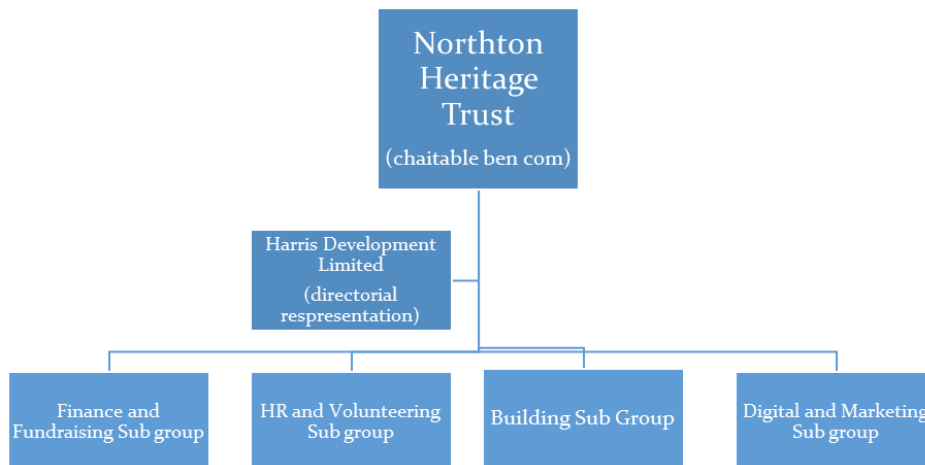 Northton
Heritage
Trust
(chaitable ben com)
Harris Development
Limited
(directorial
respresentation)
Finance and
Fundraising Sub group
HR and Volunteering
Sub group
Building Sub Group
Digital and Marketing
Sub group